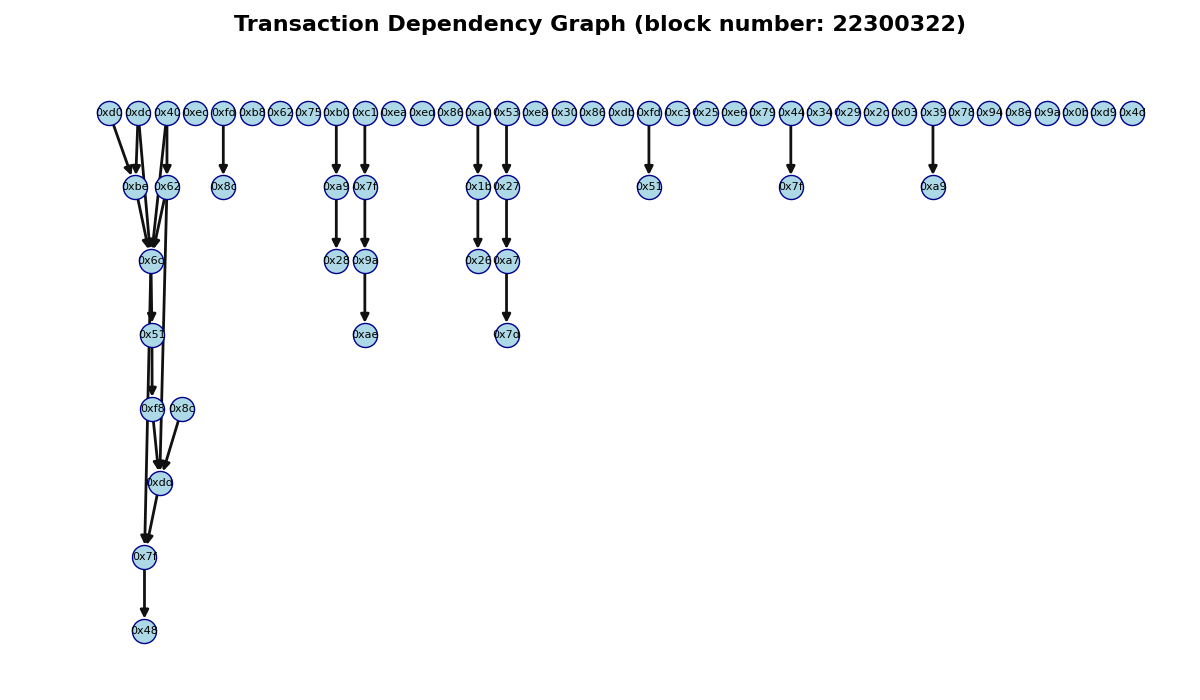 Transaction Dependency Graph (block number: 22300322)
0xd0 0xdc 0x40 0xec 0xfd 0xb8 0x62 0x75 0xb0 0xc1 0xea 0xed 0x86 0xa0 0x53 0xe8 0x30 0x86 0xdb 0xfd 0xc3 0x25 0xe6 0x79 0x44 0x34 0x29 0x2c 0x03 0x39 0x78 0x94 0x8e 0x9a 0x0b 0xd9 0x4c
0xbe 0x62 0x8c 0xa9 0x7f 0x1b 0x27 0x51 0x7f 0xa9
0x6c 0x28 0x9a 0x26 0xa7
0x51 0xae 0x7d
0xf8 0x8c
0xdd
0x7f
0x48